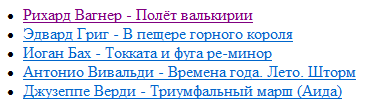 Рихард Вагнер - Полёт валькирии
Эдвард Григ - В пещере горного короля
Иоган Бах - Токката и фуга ре-минор
Антонио Вивальди - Времена года. Лето. Шторм
Джузеппе Верди - Триумфальный марш (Аида)